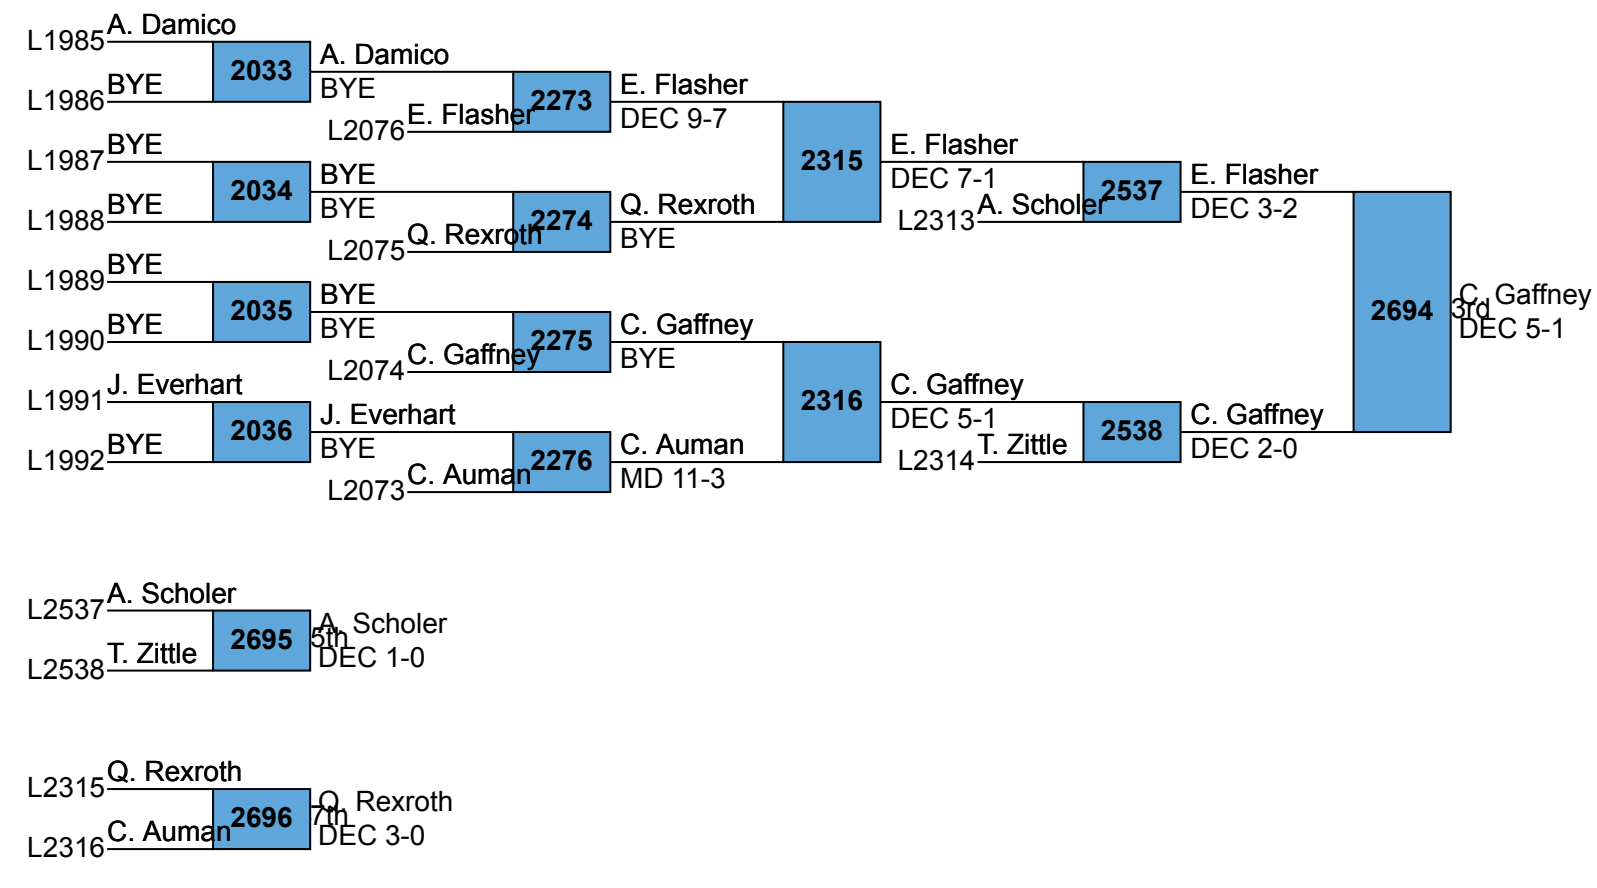 A. Damico
L1985
2033
BYE
L1986
A. Damico
BYE
2273
E. Flasher
L2076
E. Flasher
DEC 9-7
BYE
L1987
2034
BYE
L1988
BYE
BYE
2274
Q. Rexroth
L2075
Q. Rexroth
BYE
2315
E. Flasher
DEC 7-1
A. Scholer
L2313
2537
E. Flasher
DEC 3-2
BYE
L1989
2035
BYE
L1990
BYE
BYE
2275
C. Gaffney
L2074
C. Gaffney
BYE
J. Everhart
L1991
2036
BYE
L1992
J. Everhart
BYE
2276
C. Auman
L2073
C. Auman
MD 11-3
2316
C. Gaffney
DEC 5-1
T. Zittle
L2314
2538
C. Gaffney
DEC 2-0
2694
3rd
C. Gaffney
DEC 5-1
A. Scholer
L2537
2695
T. Zittle
L2538
5th
A. Scholer
DEC 1-0
Q. Rexroth
L2315
2696
C. Auman
L2316
7th
Q. Rexroth
DEC 3-0